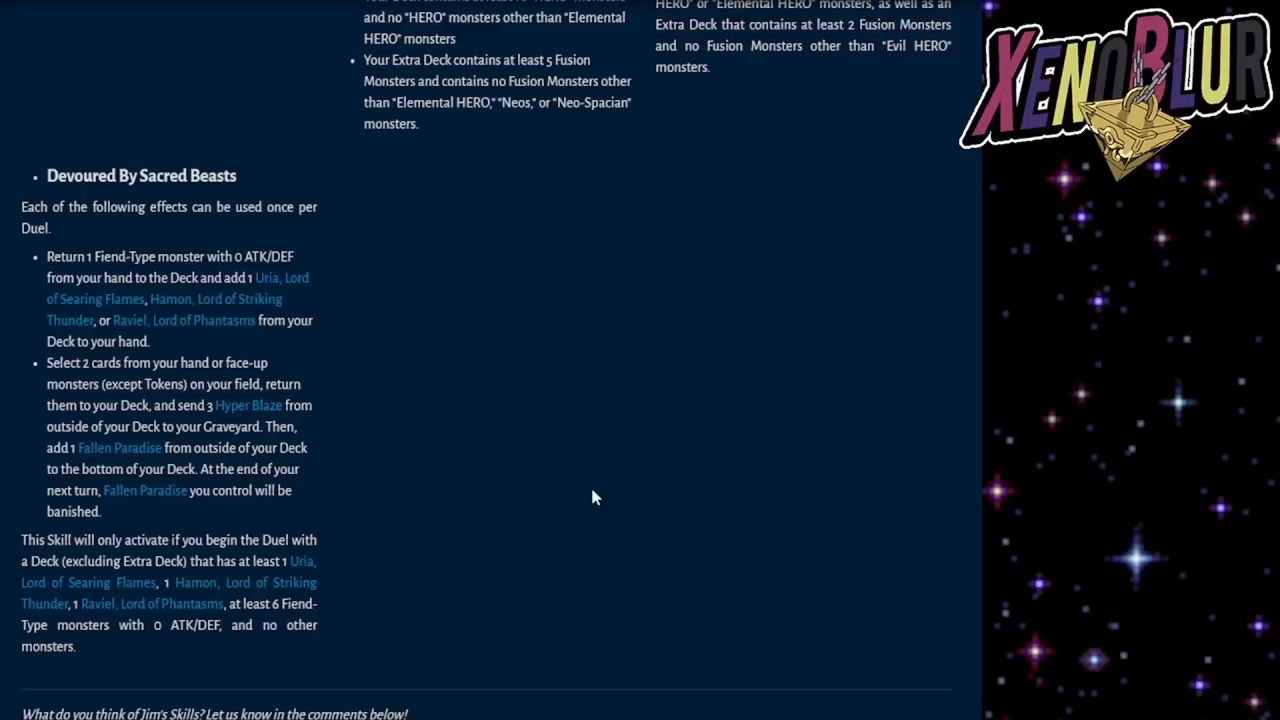 and no "HERO" monsters other than "Elemental
HERO" monsters
• Your Extra Deck contains at least 5 Fusion
Monsters and contains no Fusion Monsters other
than "Elemental HERO," "Neos," or "Neo-Spacian"
monsters.
HERO" or "Elemental HERO" monsters, as well as an
Extra Deck that contains at least 2 Fusion Monsters
and no Fusion Monsters other than "Evil HERO"
monsters.
XENOBLUR
• Devoured By Sacred Beasts
Each of the following effects can be used once per
Duel.
• Return 1 Fiend-Type monster with 0 ATK/DEF
from your hand to the Deck and add 1 Uria, Lord
of Searing Flames, Hamon, Lord of Striking
Thunder, or Raviel, Lord of Phantasms from your
Deck to your hand.
• Select 2 cards from your hand or face-up
monsters (except Tokens) on your field, return
them to your Deck, and send 3 Hyper Blaze from
outside of your Deck to your Graveyard. Then,
add 1 Fallen Paradise from outside of your Deck
to the bottom of your Deck. At the end of your
next turn, Fallen Paradise you control will be
banished.
This Skill will only activate if you begin the Duel with
a Deck (excluding Extra Deck) that has at least 1 Uria,
Lord of Searing Flames, 1 Hamon, Lord of Striking
Thunder, 1 Raviel, Lord of Phantasms, at least 6 Fiend-
Type monsters with 0 ATK/DEF, and no other
monsters.
What do you think of Jim's Skills? Let us know in the comments below!